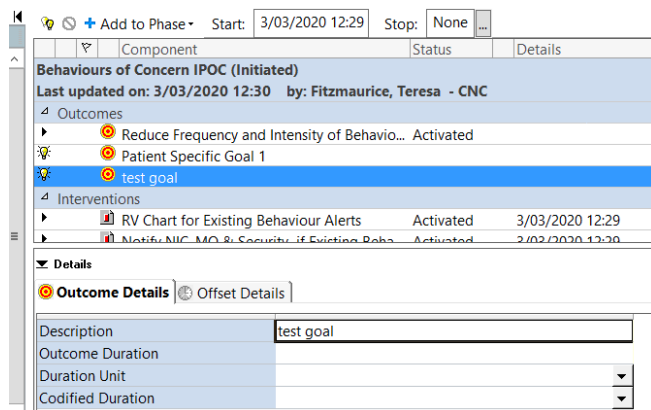 Add to Phase Start: 3/03/2020 12:29 Stop: None ...
Component Status Details
Behaviours of Concern IPOC (Initiated)
Last updated on: 3/03/2020 12:30 by: Fitzmaurice, Teresa - CNC
Outcomes
Reduce Frequency and Intensity of Behavio... Activated
Patient Specific Goal 1
test goal
Interventions
RV Chart for Existing Behaviour Alerts Activated 3/03/2020 12:29
Notify NIC, MO & Security, if Existing Beha... Activated 3/03/2020 12:29
Details
Outcome Details Offset Details
Description test goal
Outcome Duration
Duration Unit
Codified Duration